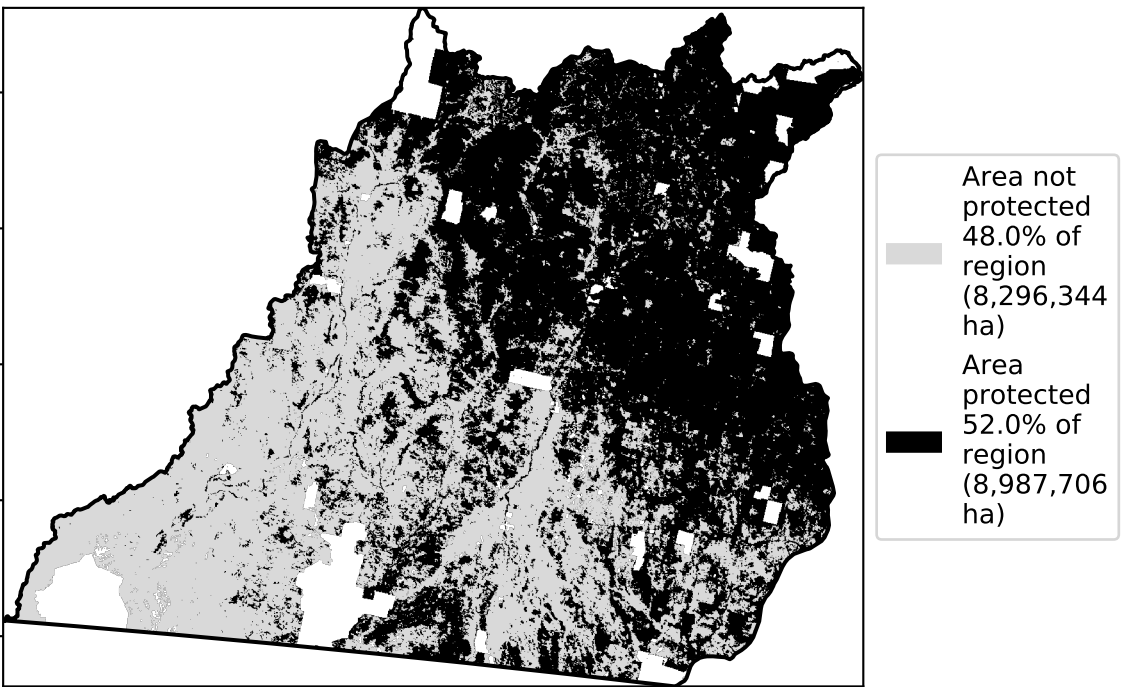 Area not
protected
48.0% of
region
(8,296,344
ha)
Area
protected
52.0% of
region
(8,987,706
ha)